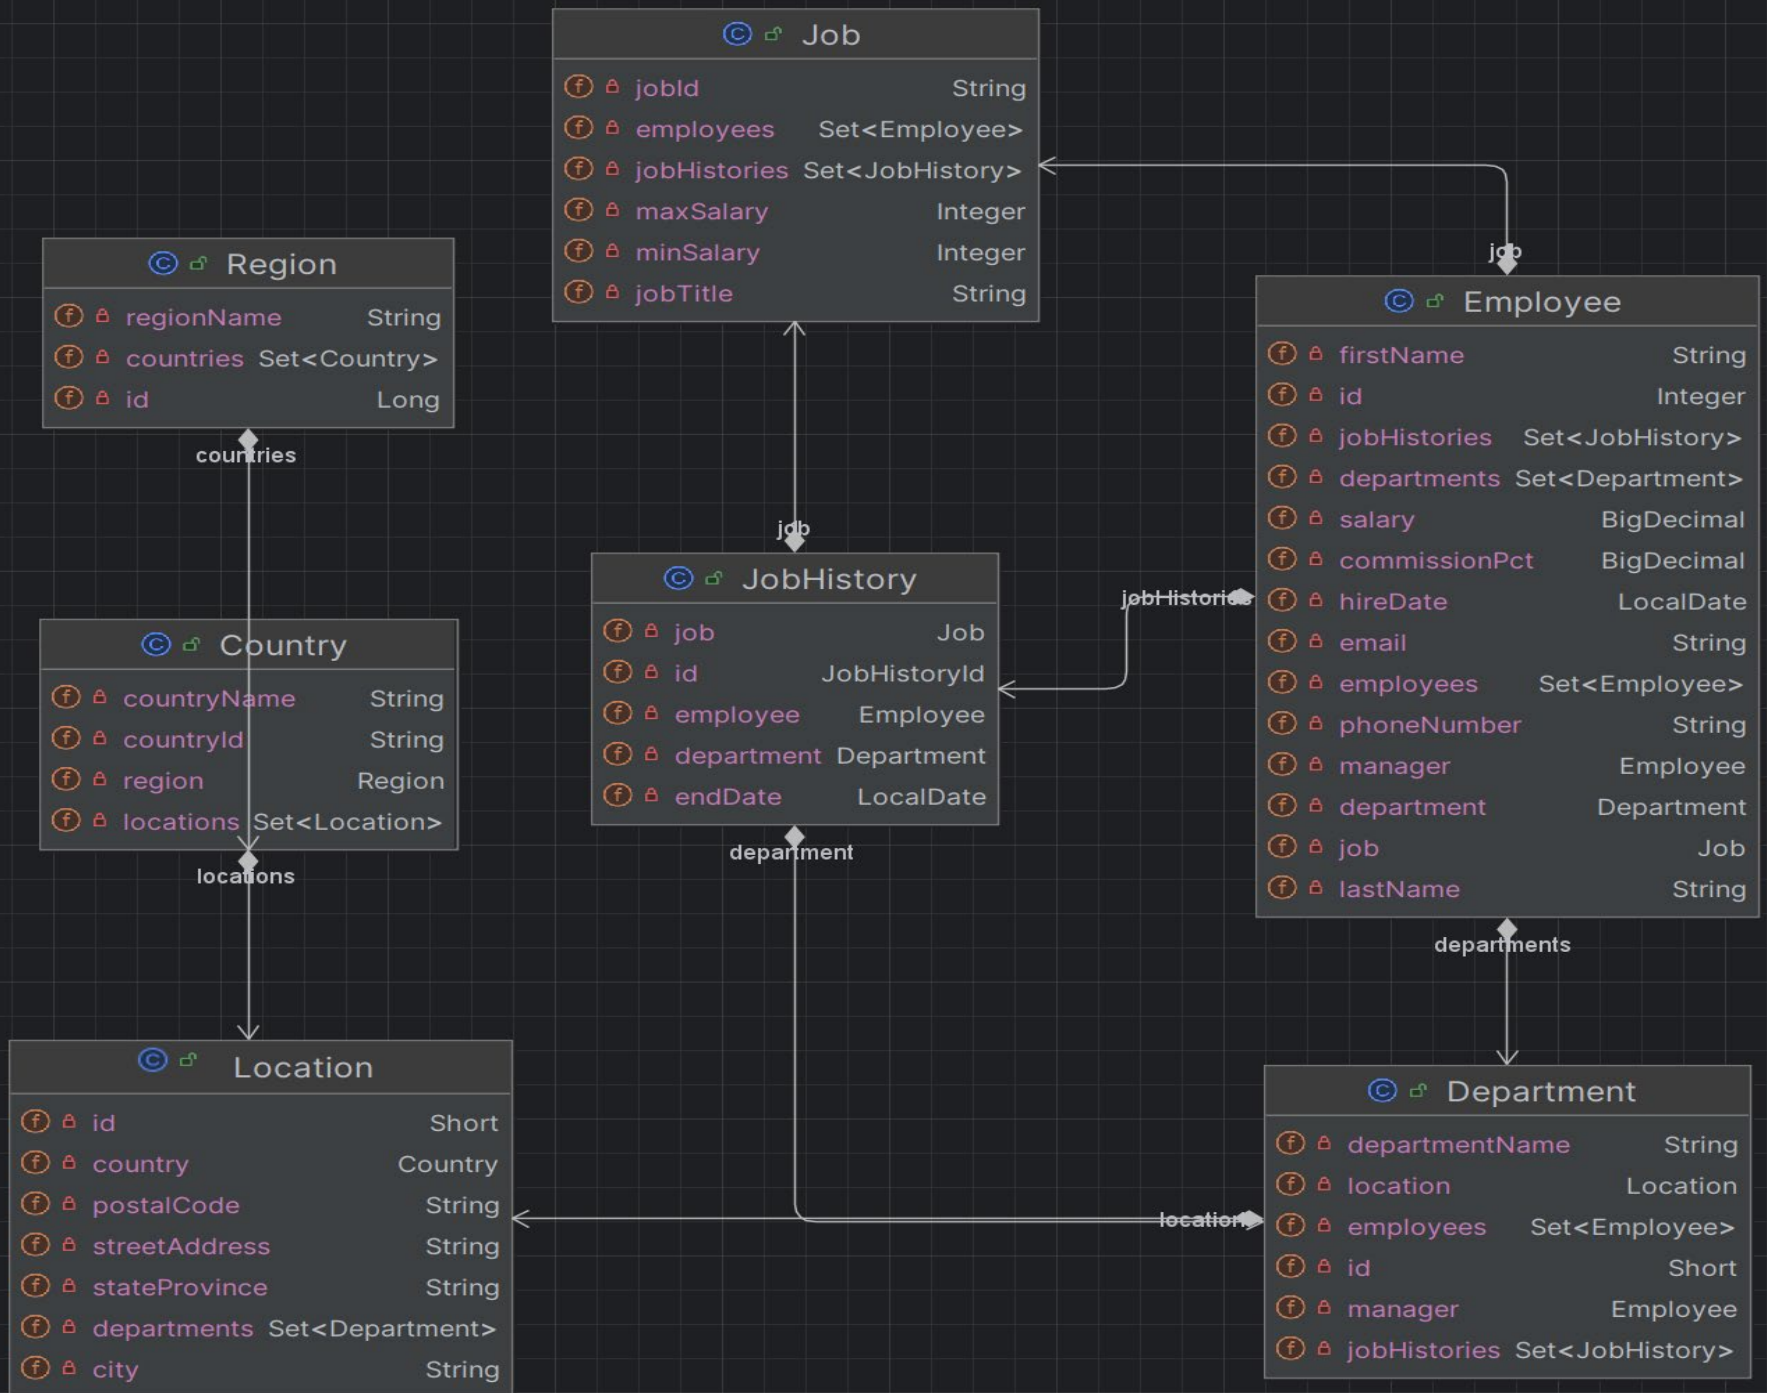 Job
jobId String
employees Set<Employee>
jobHistories Set<JobHistory>
maxSalary Integer
minSalary Integer
jobTitle String
Region
regionName String
countries Set<Country>
id Long
countries
job
Employee
firstName String
id Integer
jobHistories Set<JobHistory>
departments Set<Department>
salary BigDecimal
commissionPct BigDecimal
hireDate LocalDate
email String
employees Set<Employee>
phoneNumber String
manager Employee
department Department
job Job
lastName String
departments
job
JobHistory
job Job
id JobHistoryId
employee Employee
department Department
endDate LocalDate
department
jobHistories
Country
countryName String
countryId String
region Region
locations Set<Location>
locations
Location
id Short
country Country
postalCode String
streetAddress String
stateProvince String
departments Set<Department>
city String
location
Department
departmentName String
location Location
employees Set<Employee>
id Short
manager Employee
jobHistories Set<JobHistory>